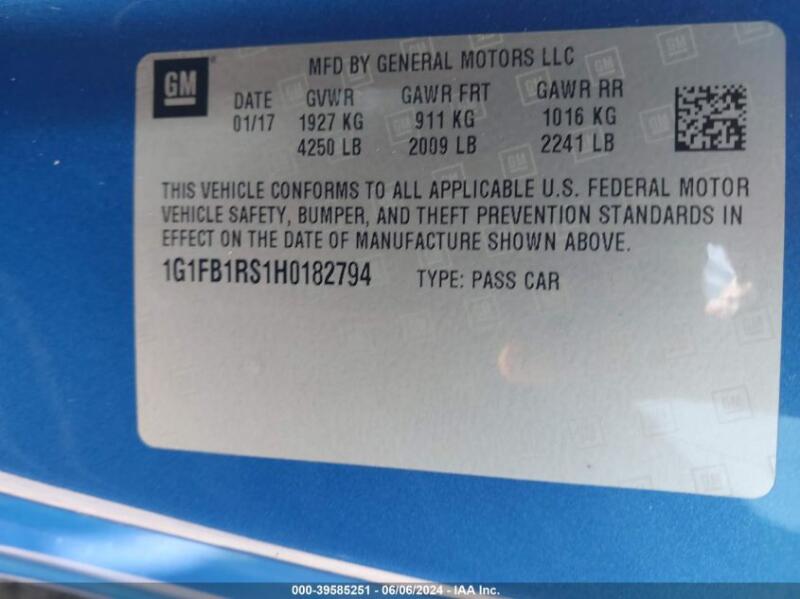 GM
MFD BY GENERAL MOTORS LLC
DATE GVWR GAWR FRT GAWR RR
01/17 1927 KG 911 KG 1016 KG
4250 LB 2009 LB 2241 LB
THIS VEHICLE CONFORMS TO ALL APPLICABLE U.S. FEDERAL MOTOR
VEHICLE SAFETY, BUMPER, AND THEFT PREVENTION STANDARDS IN
EFFECT ON THE DATE OF MANUFACTURE SHOWN ABOVE.
1G1FB1RS1H0182794 TYPE: PASS CAR
000-39585251 - 06/06/2024 - IAA Inc.